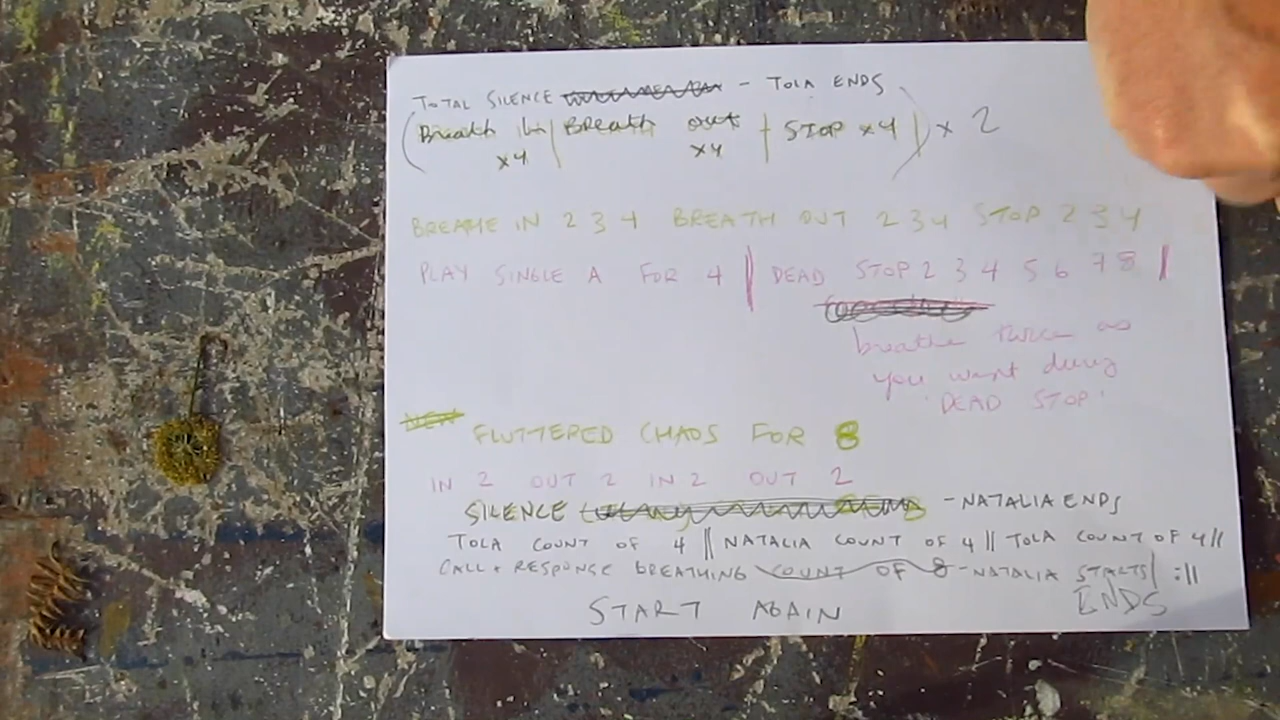 TOTAL SILENCE - TOLA ENDS
(Breath In | BREATH OUT | STOP x4 |) x 2
x4 x4
BREATHE IN 2 3 4 BREATH OUT 2 3 4 STOP 2 3 4
PLAY SINGLE A FOR 4 || DEAD STOP 2 3 4 5 6 7 8 |
breathe twice as
you want during
'DEAD STOP'
NEW
FLUTTERED CHAOS FOR 8
IN 2 OUT 2 IN 2 OUT 2
SILENCE - NATALIA ENDS
TOLA COUNT OF 4 || NATALIA COUNT OF 4 || TOLA COUNT OF 4 ||
CALL + RESPONSE BREATHING COUNT OF 8 - NATALIA STARTS | :||
START AGAIN ENDS